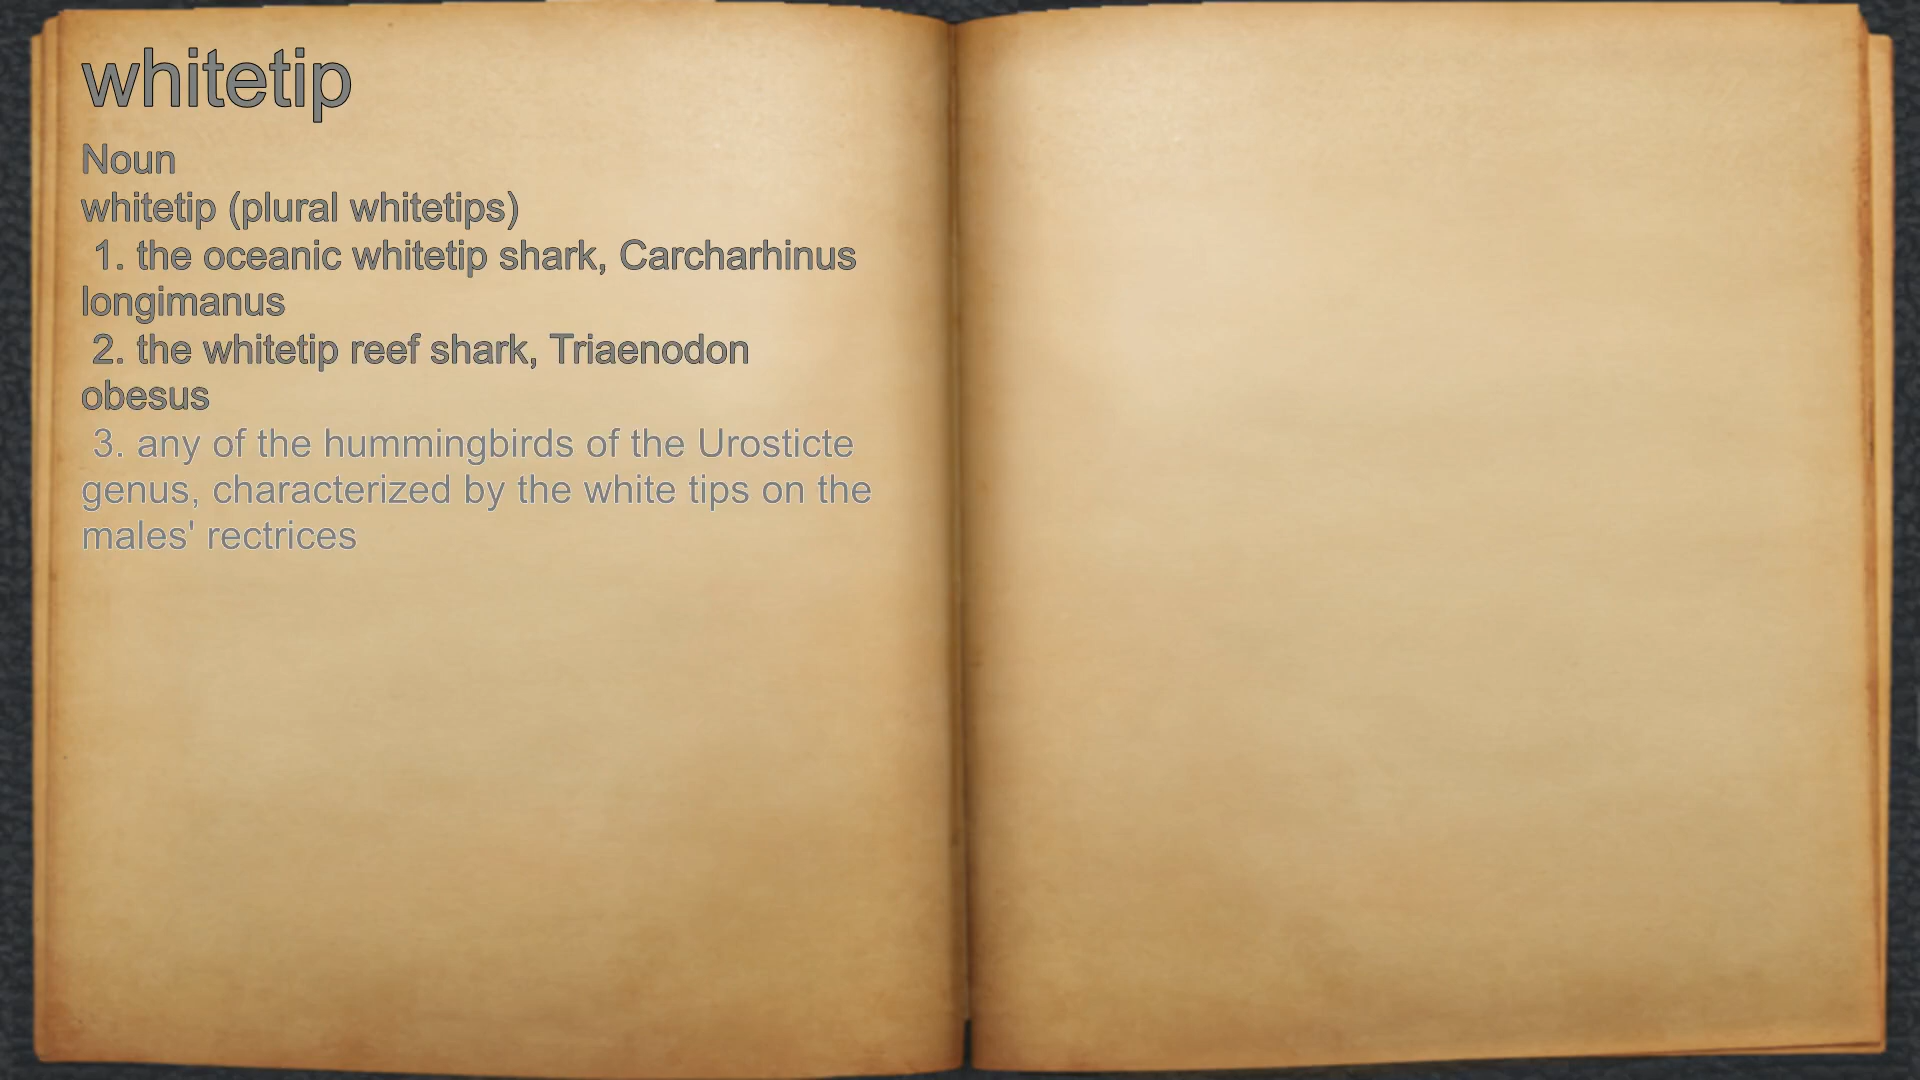 whitetip
Noun
whitetip (plural whitetips)
1. the oceanic whitetip shark, Carcharhinus
longimanus
2. the whitetip reef shark, Triaenodon
obesus
3. any of the hummingbirds of the Urosticte
genus, characterized by the white tips on the
males' rectrices